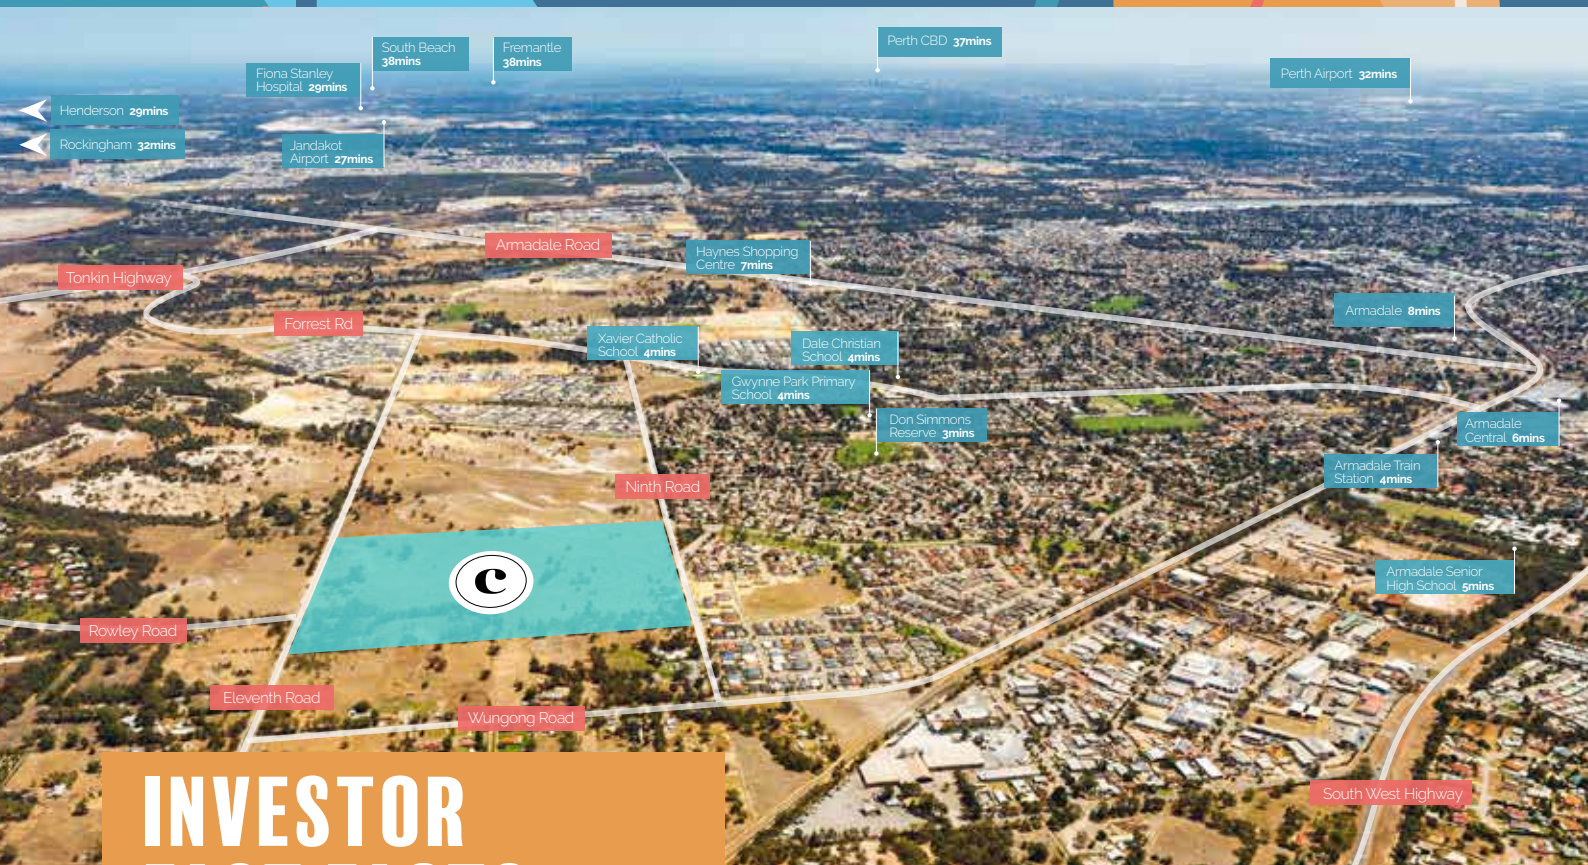 South Beach
38mins
Fremantle
38mins
Perth CBD 37mins
Fiona Stanley
Hospital 29mins
Perth Airport 32mins
Henderson 29mins
Rockingham 32mins
Jandakot
Airport 27mins
Armadale Road
Haynes Shopping
Centre 7mins
Tonkin Highway
Armadale 8mins
Forrest Rd
Xavier Catholic
School 4mins
Dale Christian
School 4mins
Gwynne Park Primary
School 4mins
Don Simmons
Reserve 3mins
Armadale
Central 6mins
Armadale Train
Station 4mins
Ninth Road
c
Armadale Senior
High School 5mins
Rowley Road
Eleventh Road
Wungong Road
INVESTOR
South West Highway